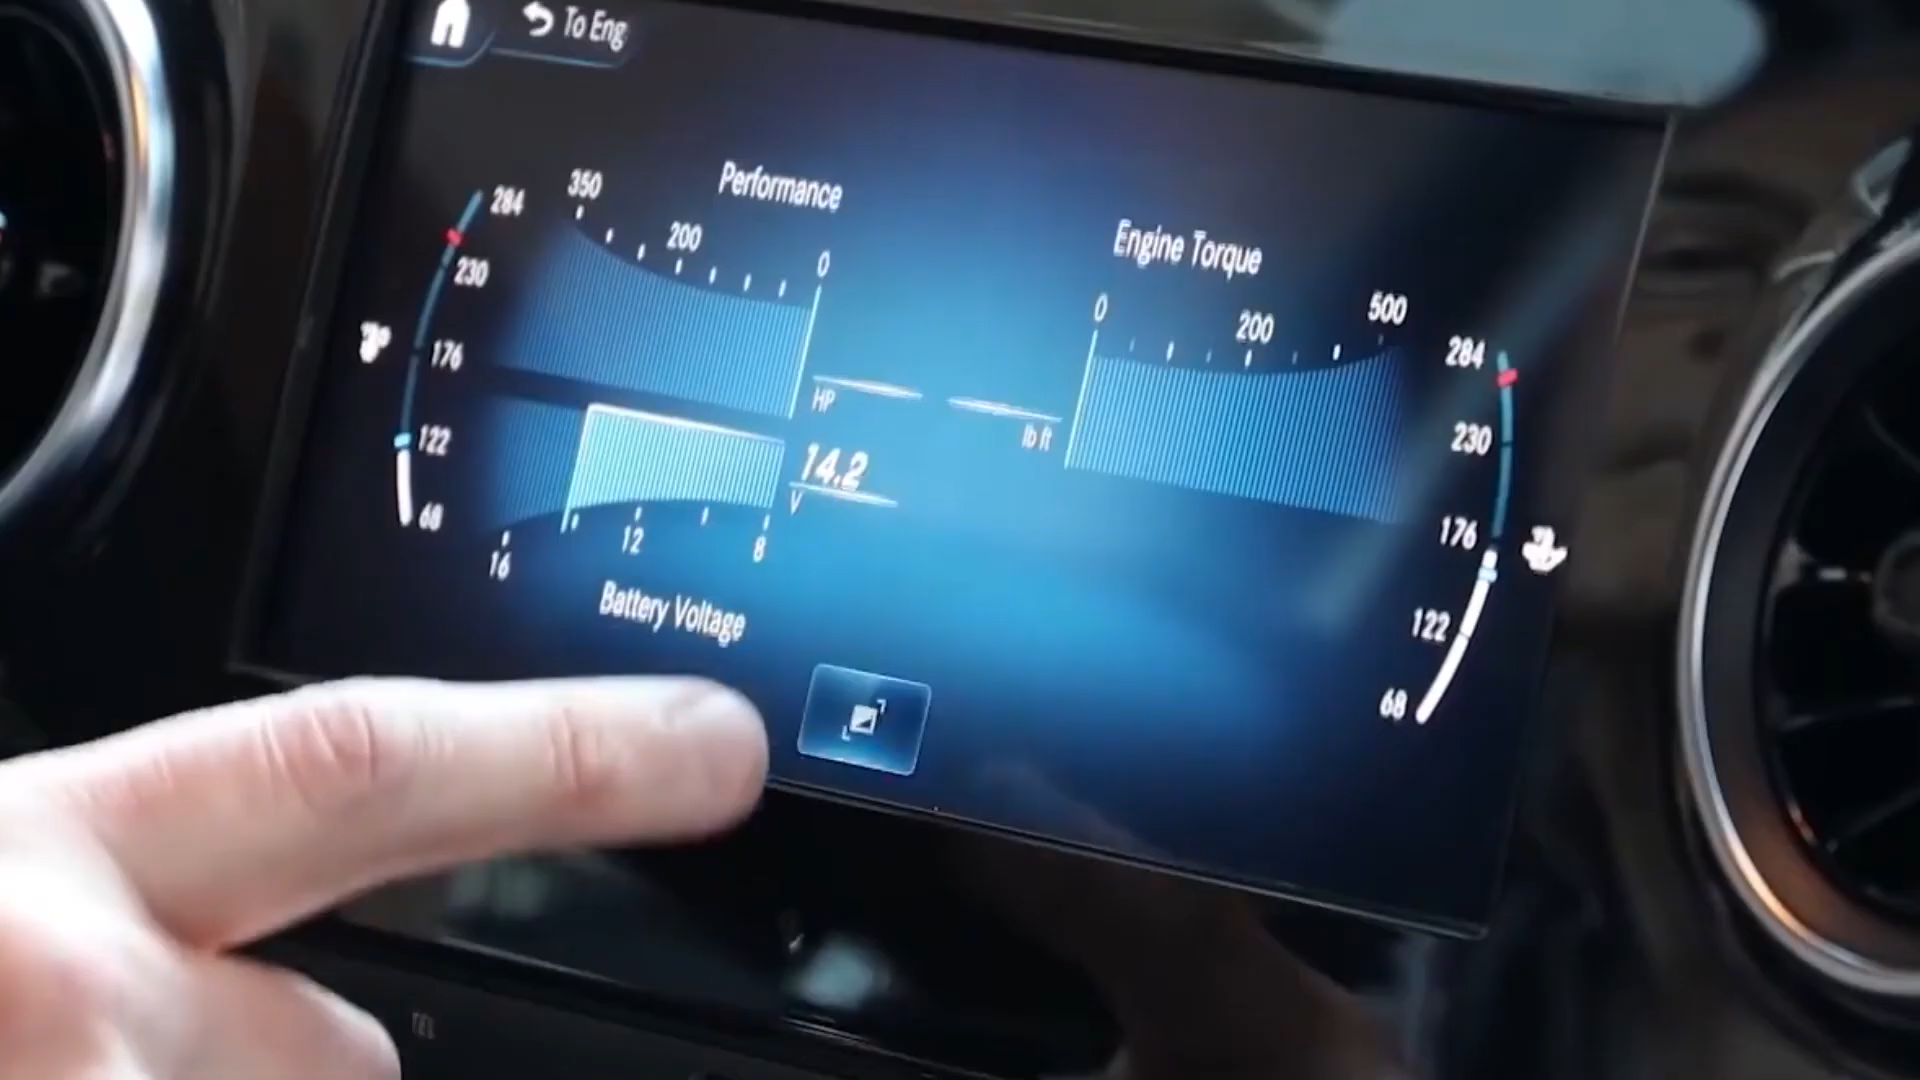 To Eng
Performance
350
200
0
284
230
176
122
68
HP
14.2
V
16
12
8
Battery Voltage
Engine Torque
0
200
500
lb ft
284
230
176
122
68
TEL